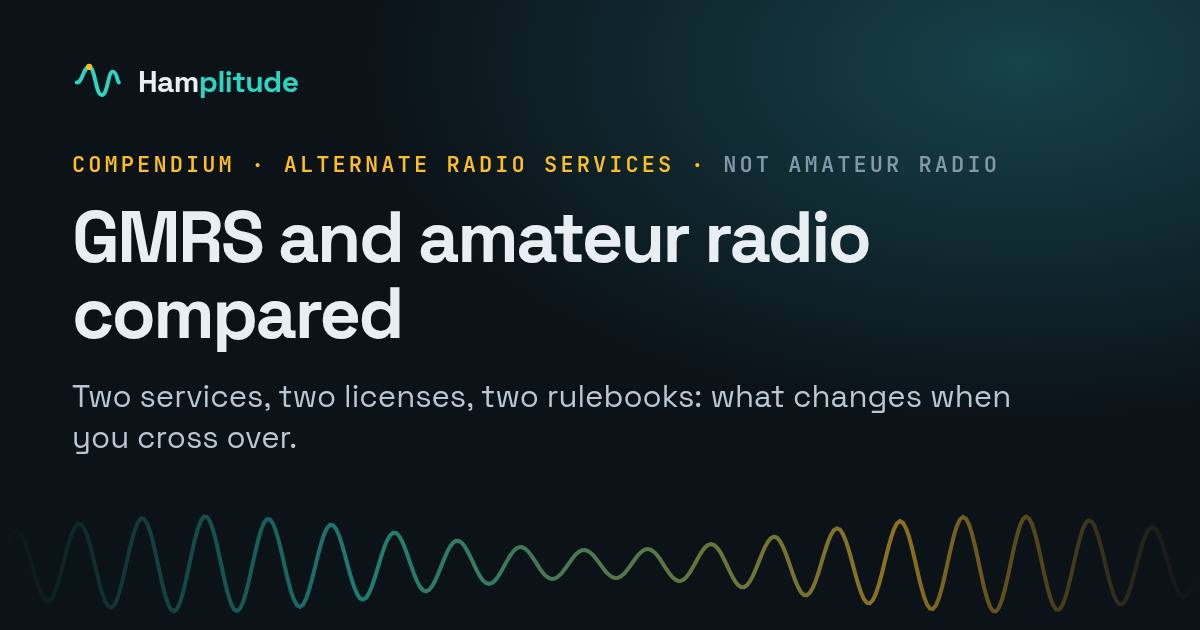 Hamplitude
COMPENDIUM · ALTERNATE RADIO SERVICES · NOT AMATEUR RADIO
GMRS and amateur radio
compared
Two services, two licenses, two rulebooks: what changes when
you cross over.